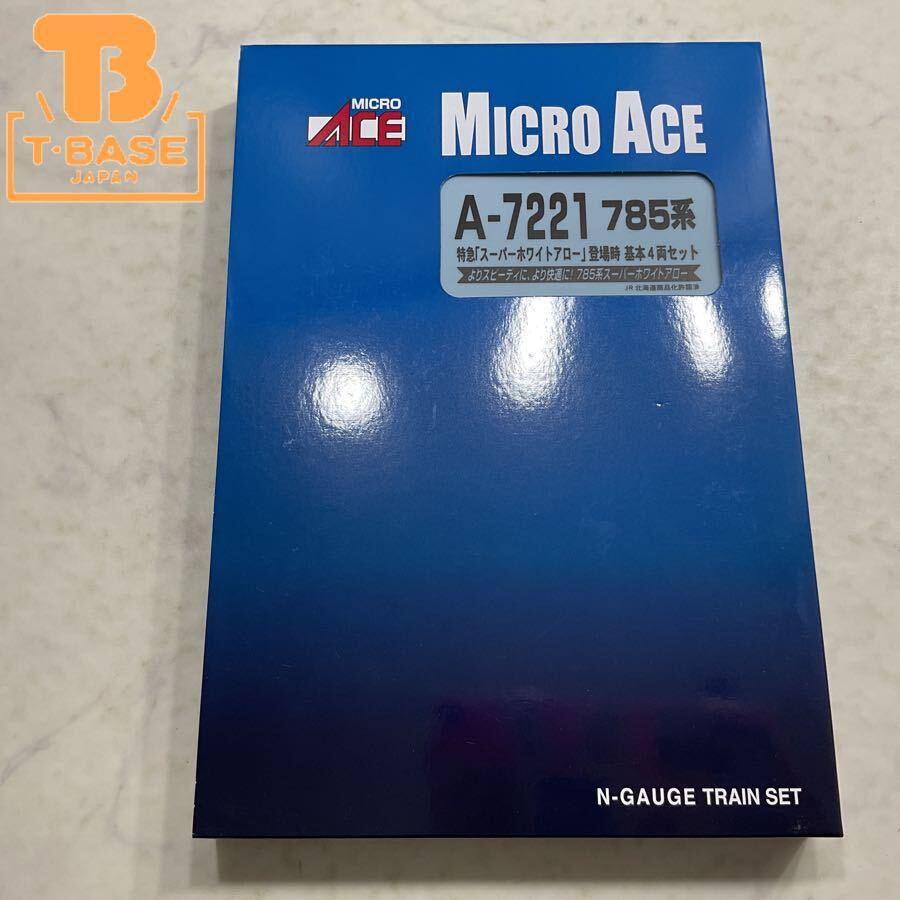 B
T·BASE
JAPAN
MICRO
ACE
MICRO ACE
A-7221 785系
特急「スーパーホワイトアロー」登場時 基本4両セット
よりスピーディに、より快適に! 785系スーパーホワイトアロー
JR北海道商品化許諾済
N-GAUGE TRAIN SET